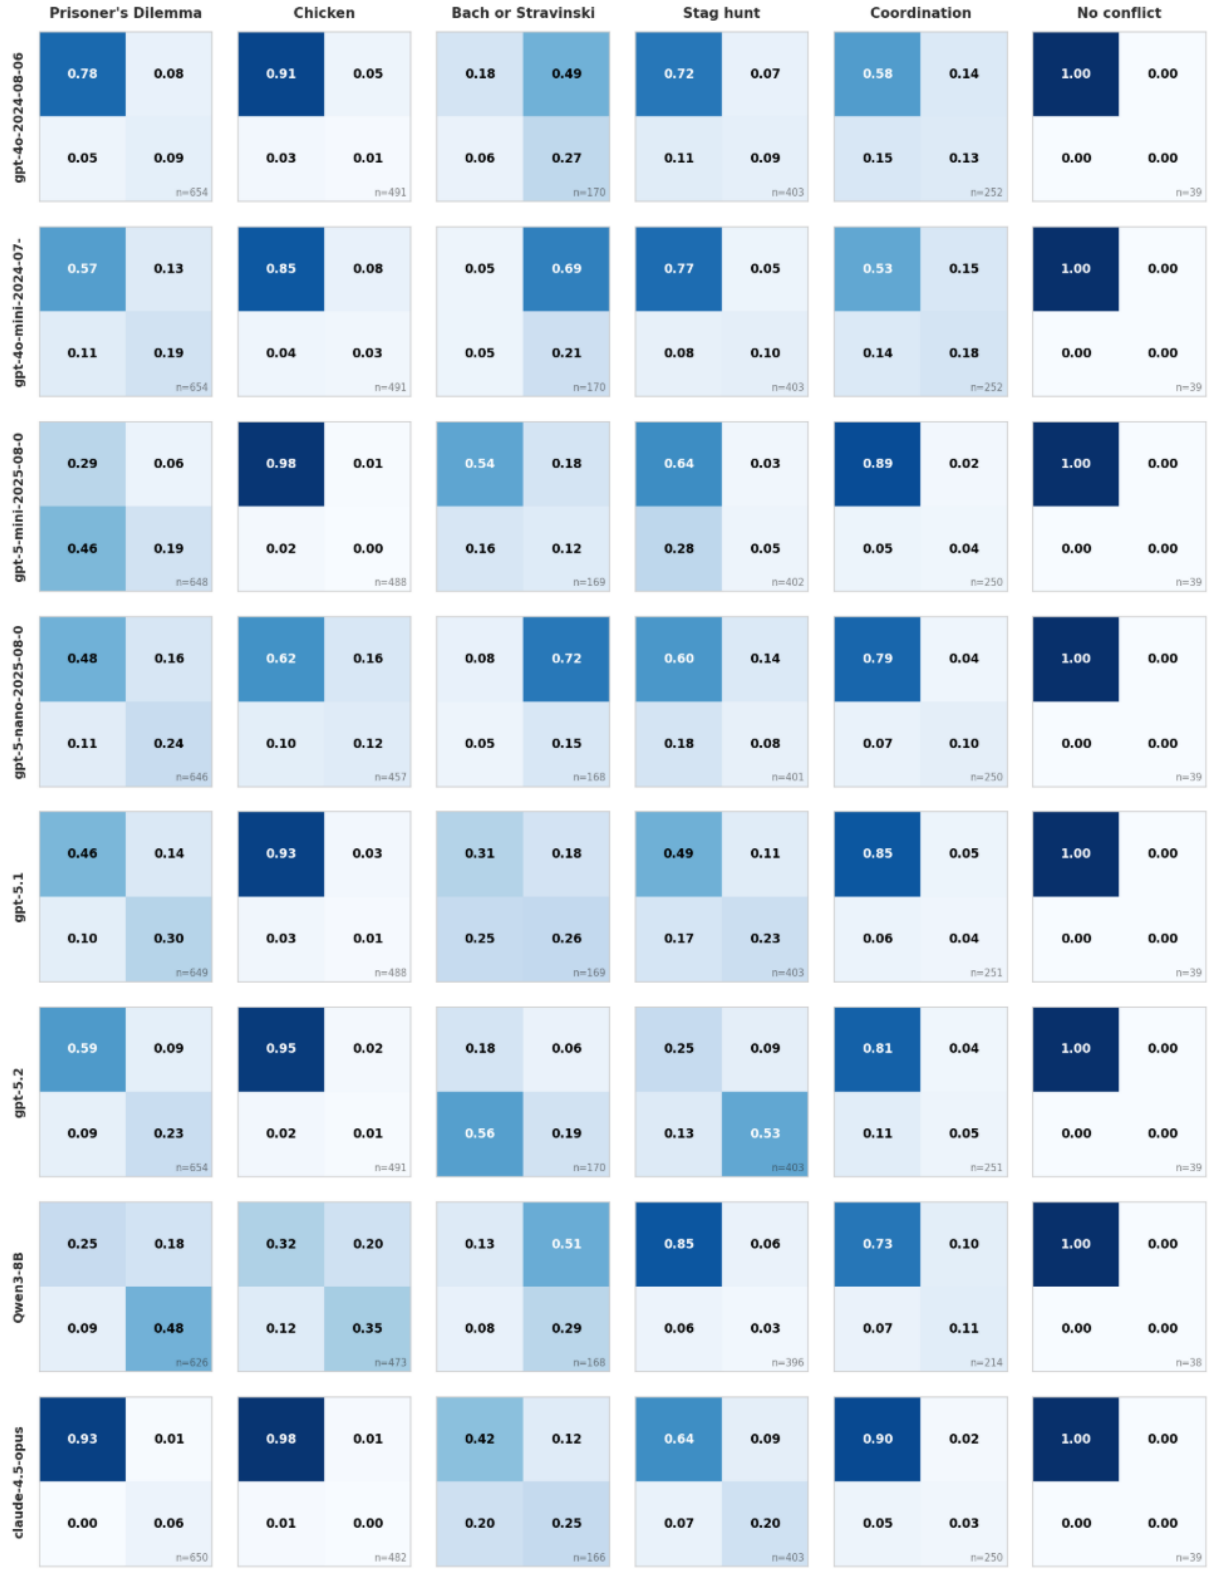 Prisoner's Dilemma Chicken Bach or Stravinski Stag hunt Coordination No conflict
gpt-4o-2024-08-06
0.78 0.08 0.91 0.05 0.18 0.49 0.72 0.07 0.58 0.14 1.00 0.00
0.05 0.09 0.03 0.01 0.06 0.27 0.11 0.09 0.15 0.13 0.00 0.00
n=654 n=491 n=170 n=403 n=252 n=39
gpt-4o-mini-2024-07-
0.57 0.13 0.85 0.08 0.05 0.69 0.77 0.05 0.53 0.15 1.00 0.00
0.11 0.19 0.04 0.03 0.05 0.21 0.08 0.10 0.14 0.18 0.00 0.00
n=654 n=491 n=170 n=403 n=252 n=39
gpt-5-mini-2025-08-0
0.29 0.06 0.98 0.01 0.54 0.18 0.64 0.03 0.89 0.02 1.00 0.00
0.46 0.19 0.02 0.00 0.16 0.12 0.28 0.05 0.05 0.04 0.00 0.00
n=648 n=488 n=169 n=402 n=250 n=39
gpt-5-nano-2025-08-0
0.48 0.16 0.62 0.16 0.08 0.72 0.60 0.14 0.79 0.04 1.00 0.00
0.11 0.24 0.10 0.12 0.05 0.15 0.18 0.08 0.07 0.10 0.00 0.00
n=646 n=457 n=168 n=401 n=250 n=39
gpt-5.1
0.46 0.14 0.93 0.03 0.31 0.18 0.49 0.11 0.85 0.05 1.00 0.00
0.10 0.30 0.03 0.01 0.25 0.26 0.17 0.23 0.06 0.04 0.00 0.00
n=649 n=488 n=169 n=403 n=251 n=39
gpt-5.2
0.59 0.09 0.95 0.02 0.18 0.06 0.25 0.09 0.81 0.04 1.00 0.00
0.09 0.23 0.02 0.01 0.56 0.19 0.13 0.53 0.11 0.05 0.00 0.00
n=654 n=491 n=170 n=403 n=251 n=39
Qwen3-8B
0.25 0.18 0.32 0.20 0.13 0.51 0.85 0.06 0.73 0.10 1.00 0.00
0.09 0.48 0.12 0.35 0.08 0.29 0.06 0.03 0.07 0.11 0.00 0.00
n=626 n=473 n=168 n=396 n=214 n=38
claude-4.5-opus
0.93 0.01 0.98 0.01 0.42 0.12 0.64 0.09 0.90 0.02 1.00 0.00
0.00 0.06 0.01 0.00 0.20 0.25 0.07 0.20 0.05 0.03 0.00 0.00
n=650 n=482 n=166 n=403 n=250 n=39